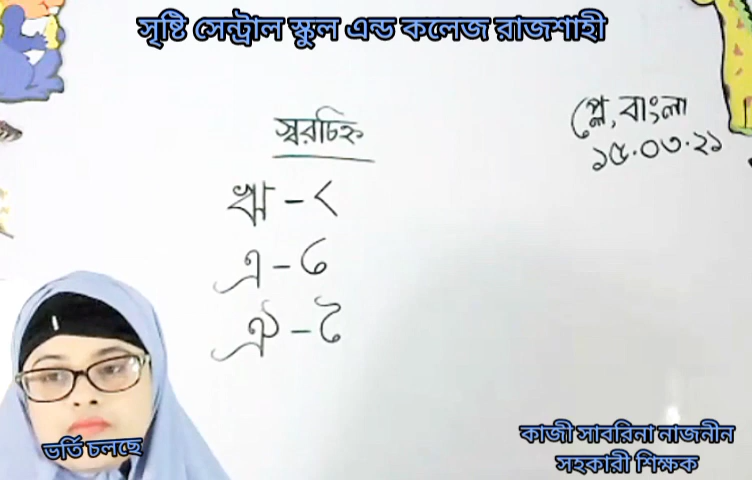 সৃষ্টি সেন্ট্রাল স্কুল এন্ড কলেজ রাজশাহী
প্লে, বাংলা
১৫.০৩.২১
স্বরচিহ্ন
ঋ - ৃ
এ - ে
ঐ - ৈ
ভর্তি চলছে
কাজী সাবরিনা নাজনীন
সহকারী শিক্ষক